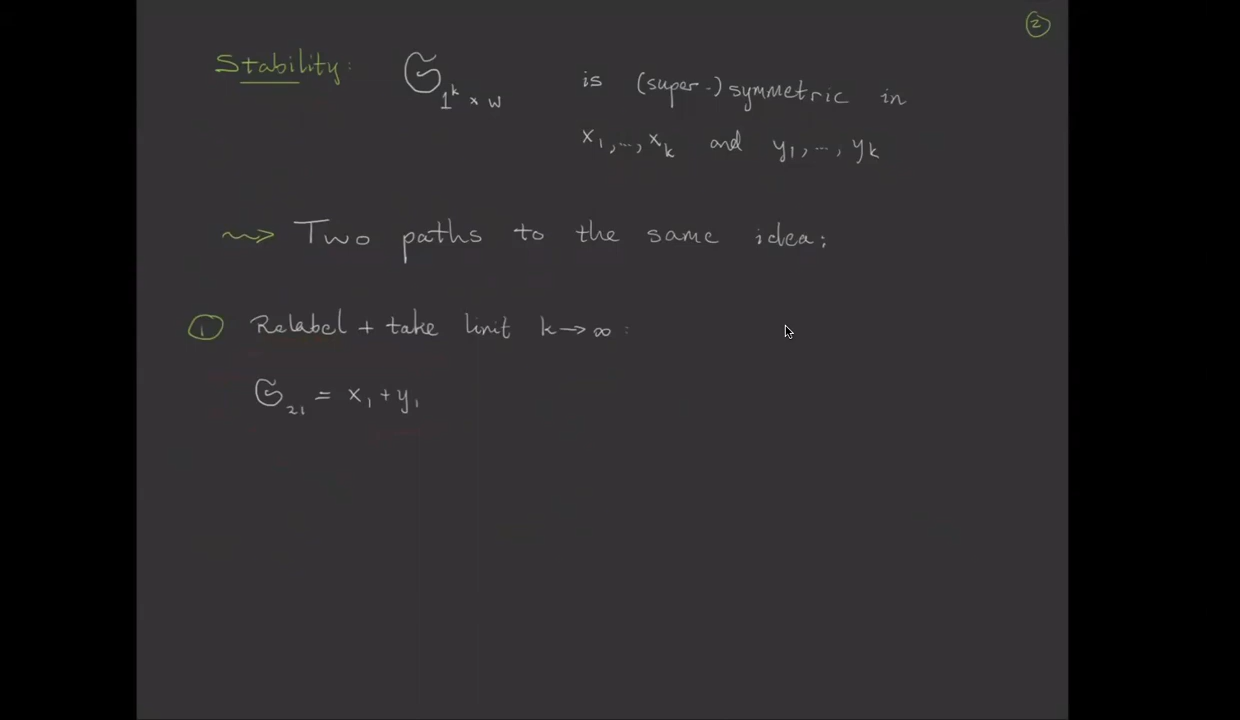 ②
Stability: 𝔖_{1^k × w} is (super-)symmetric in
x_1,...,x_k and y_1,...,y_k
⇝ Two paths to the same idea:
① Relabel + take limit k → ∞ :
𝔖_{21} = x_1 + y_1